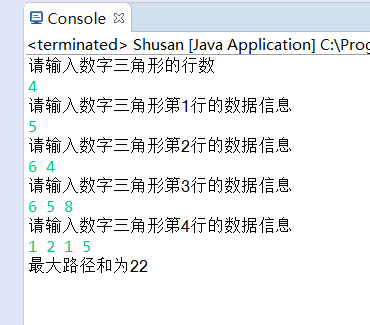 Console
<terminated> Shusan [Java Application] C:\Prog
请输入数字三角形的行数
4
请输入数字三角形第1行的数据信息
5
请输入数字三角形第2行的数据信息
6 4
请输入数字三角形第3行的数据信息
6 5 8
请输入数字三角形第4行的数据信息
1 2 1 5
最大路径和为22